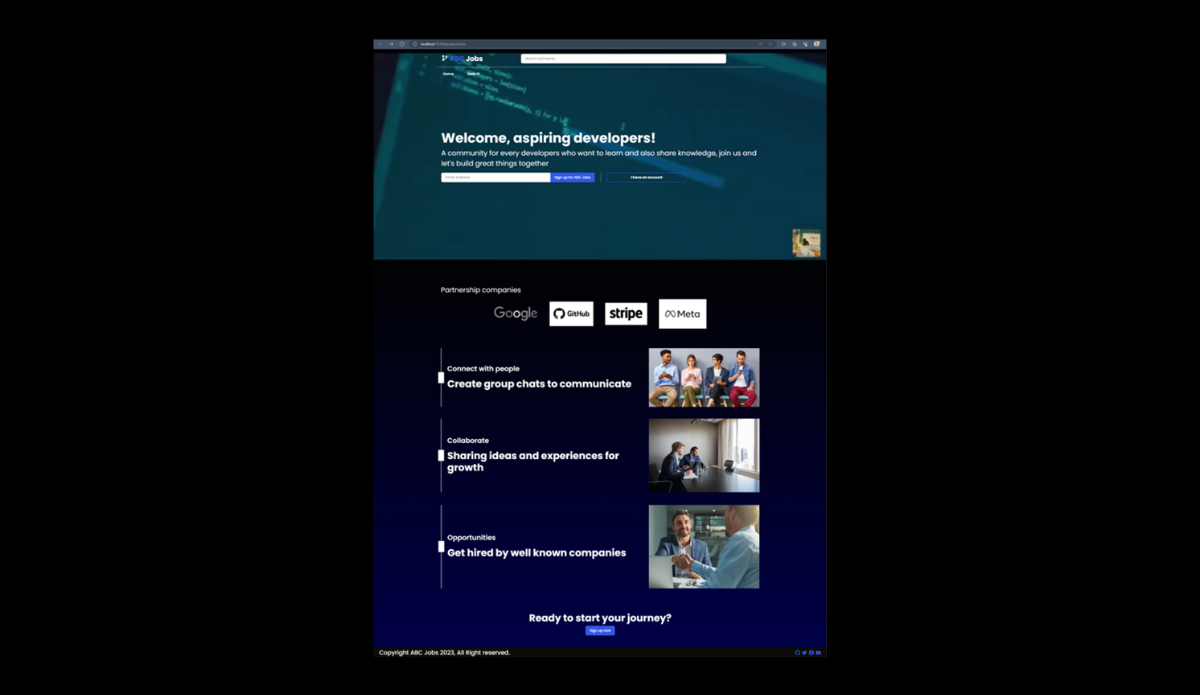 ABC Jobs
Home
Search
Welcome, aspiring developers!
A community for every developers who want to learn and also share knowledge, join us and
let's build great things together
Email Address
Sign up for ABC Jobs
I have an account
Partnership companies
Google
GitHub
stripe
Meta
Connect with people
Create group chats to communicate
Collaborate
Sharing ideas and experiences for
growth
Opportunities
Get hired by well known companies
Ready to start your journey?
Sign up now
Copyright ABC Jobs 2023, All Right reserved.